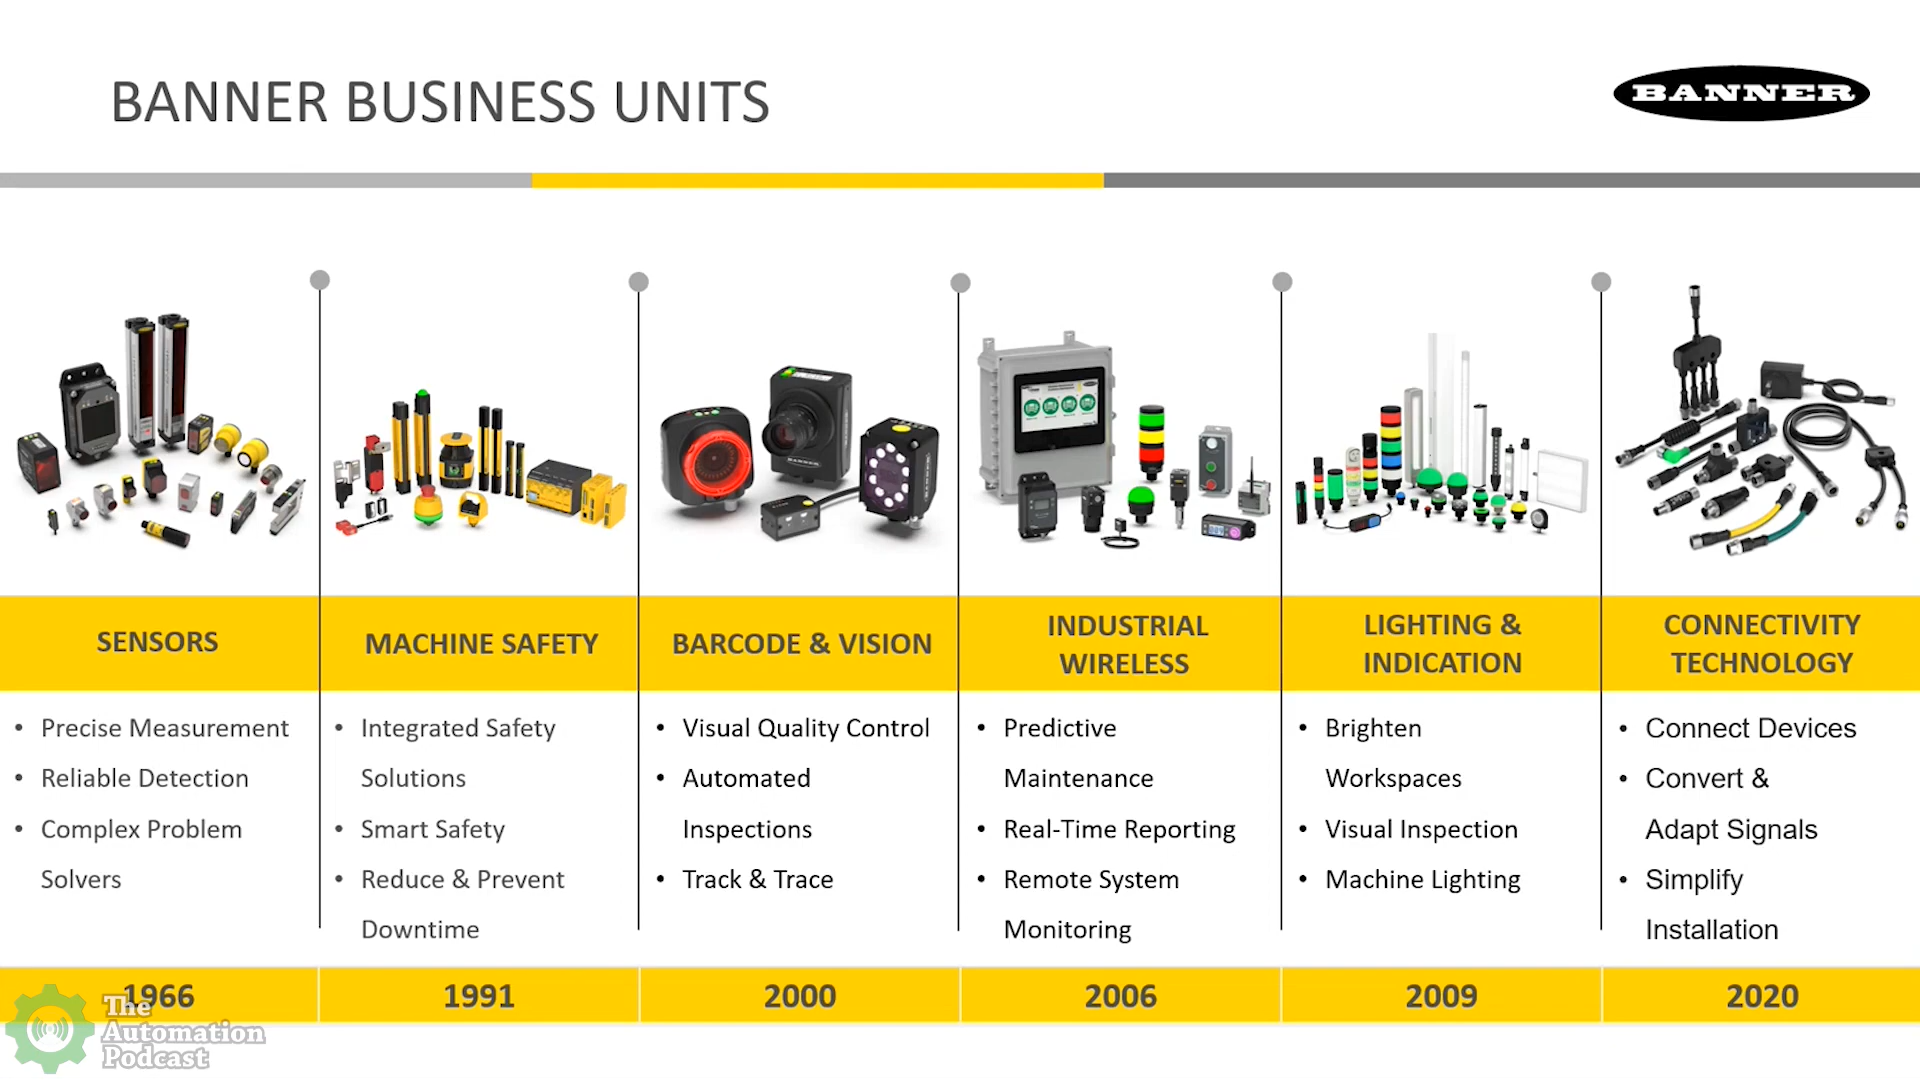 BANNER BUSINESS UNITS
BANNER
BANNER
SENSORS
MACHINE SAFETY
BARCODE & VISION
INDUSTRIAL
WIRELESS
LIGHTING &
INDICATION
CONNECTIVITY
TECHNOLOGY
• Precise Measurement
• Reliable Detection
• Complex Problem
Solvers
• Integrated Safety
Solutions
• Smart Safety
• Reduce & Prevent
Downtime
• Visual Quality Control
• Automated
Inspections
• Track & Trace
• Predictive
Maintenance
• Real-Time Reporting
• Remote System
Monitoring
• Brighten
Workspaces
• Visual Inspection
• Machine Lighting
• Connect Devices
• Convert &
Adapt Signals
• Simplify
Installation
1966
1991
2000
2006
2009
2020
The
Automation
Podcast